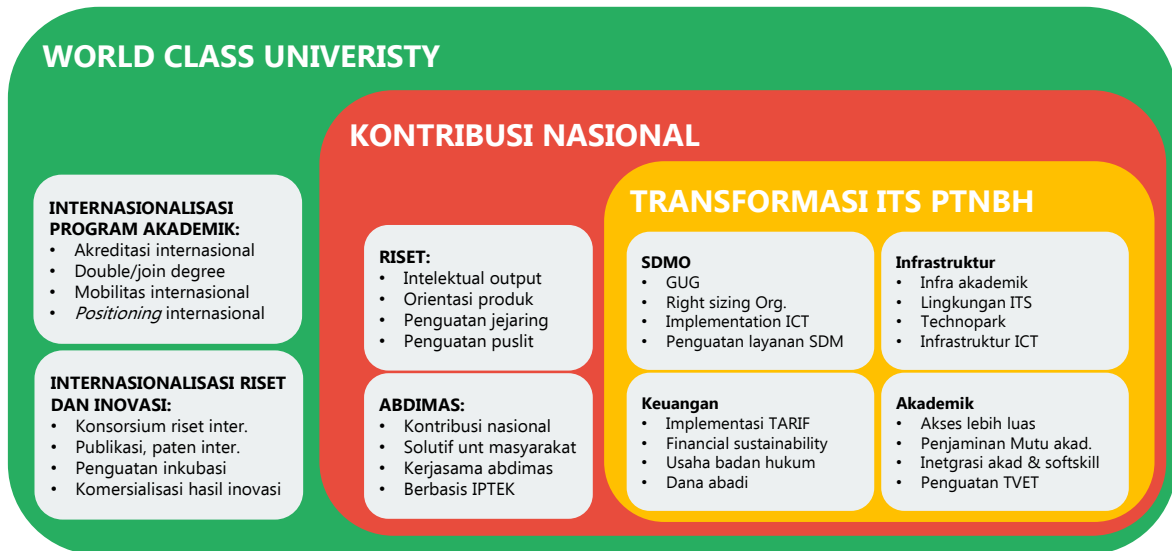 WORLD CLASS UNIVERISTY
KONTRIBUSI NASIONAL
TRANSFORMASI ITS PTNBH
INTERNASIONALISASI
PROGRAM AKADEMIK:
• Akreditasi internasional
• Double/join degree
• Mobilitas internasional
• Positioning internasional
INTERNASIONALISASI RISET
DAN INOVASI:
• Konsorsium riset inter.
• Publikasi, paten inter.
• Penguatan inkubasi
• Komersialisasi hasil inovasi
RISET:
• Intelektual output
• Orientasi produk
• Penguatan jejaring
• Penguatan puslit
ABDIMAS:
• Kontribusi nasional
• Solutif unt masyarakat
• Kerjasama abdimas
• Berbasis IPTEK
SDMO
• GUG
• Right sizing Org.
• Implementation ICT
• Penguatan layanan SDM
Infrastruktur
• Infra akademik
• Lingkungan ITS
• Technopark
• Infrastruktur ICT
Keuangan
• Implementasi TARIF
• Financial sustainability
• Usaha badan hukum
• Dana abadi
Akademik
• Akses lebih luas
• Penjaminan Mutu akad.
• Inetgrasi akad & softskill
• Penguatan TVET